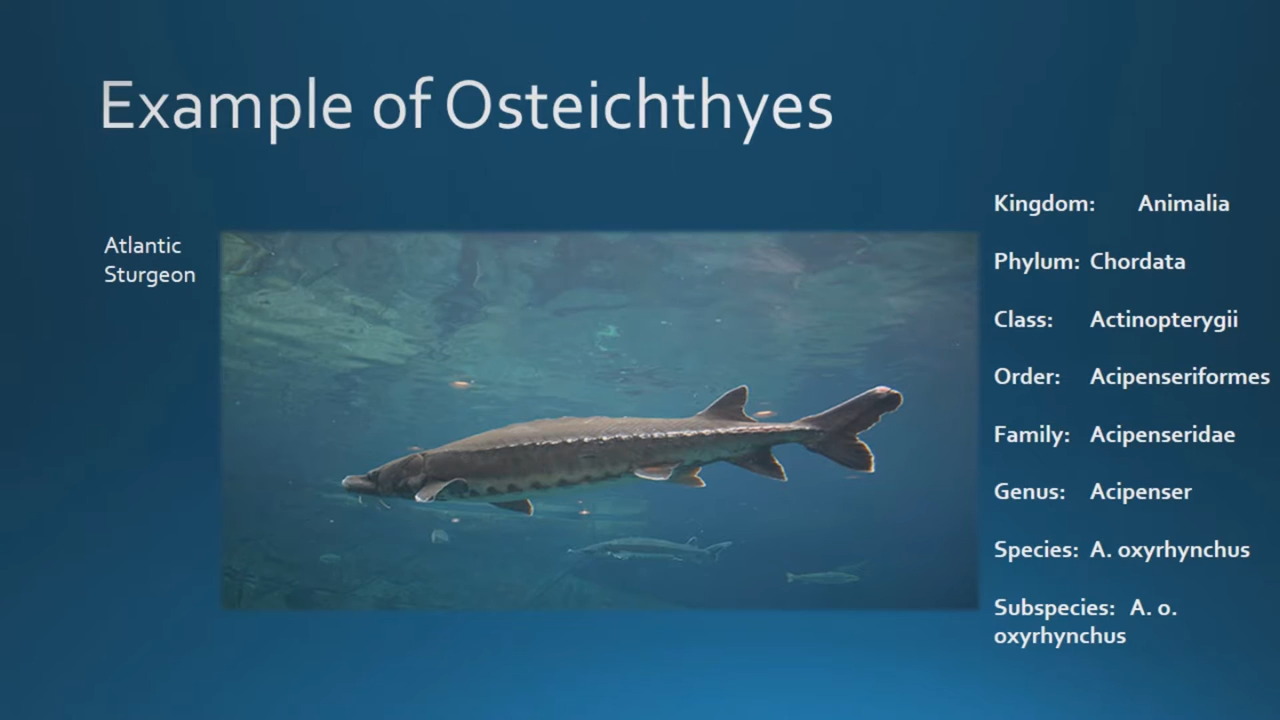 Example of Osteichthyes
Atlantic
Sturgeon
Kingdom: Animalia
Phylum: Chordata
Class: Actinopterygii
Order: Acipenseriformes
Family: Acipenseridae
Genus: Acipenser
Species: A. oxyrhynchus
Subspecies: A. o.
oxyrhynchus